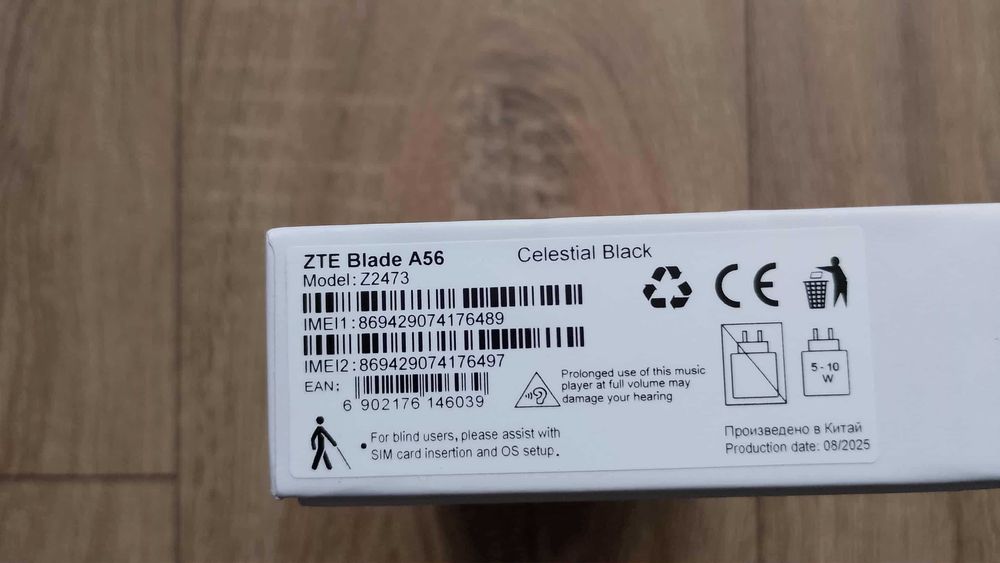 ZTE Blade A56 Celestial Black
Model: Z2473
IMEI1: 869429074176489
IMEI2: 869429074176497
EAN:
6 902176 146039
Prolonged use of this music
player at full volume may
damage your hearing
CE
5 - 10
W
• For blind users, please assist with
SIM card insertion and OS setup.
Произведено в Китай
Production date: 08/2025